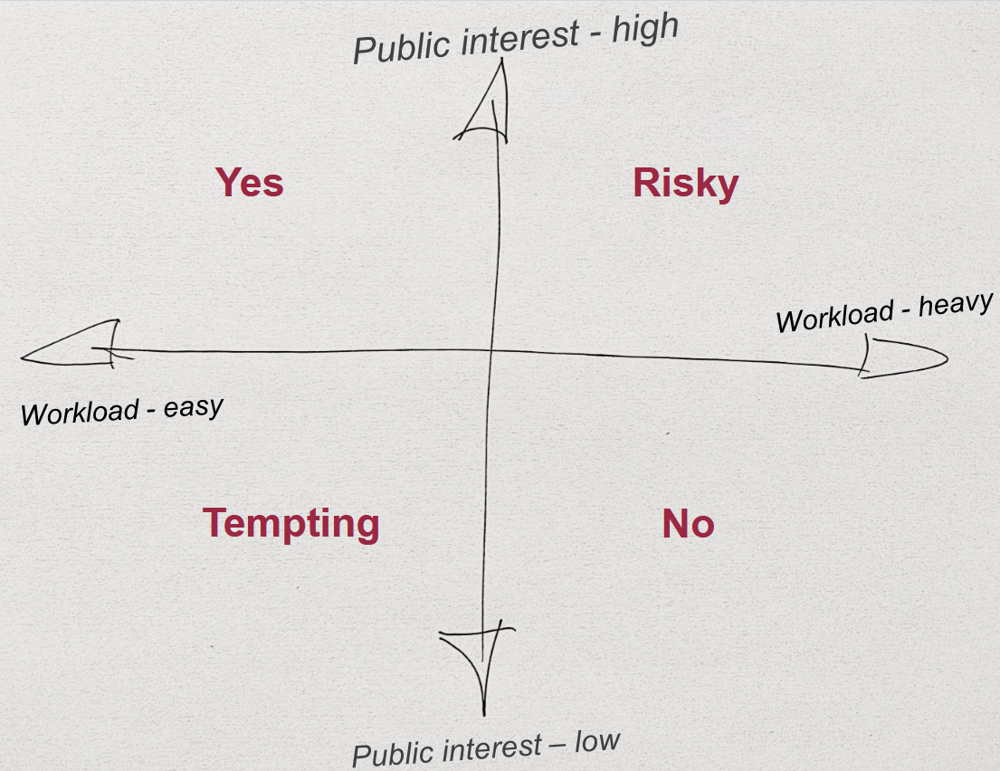 Public interest - high
Yes
Risky
Workload - heavy
Workload - easy
Tempting
No
Public interest – low